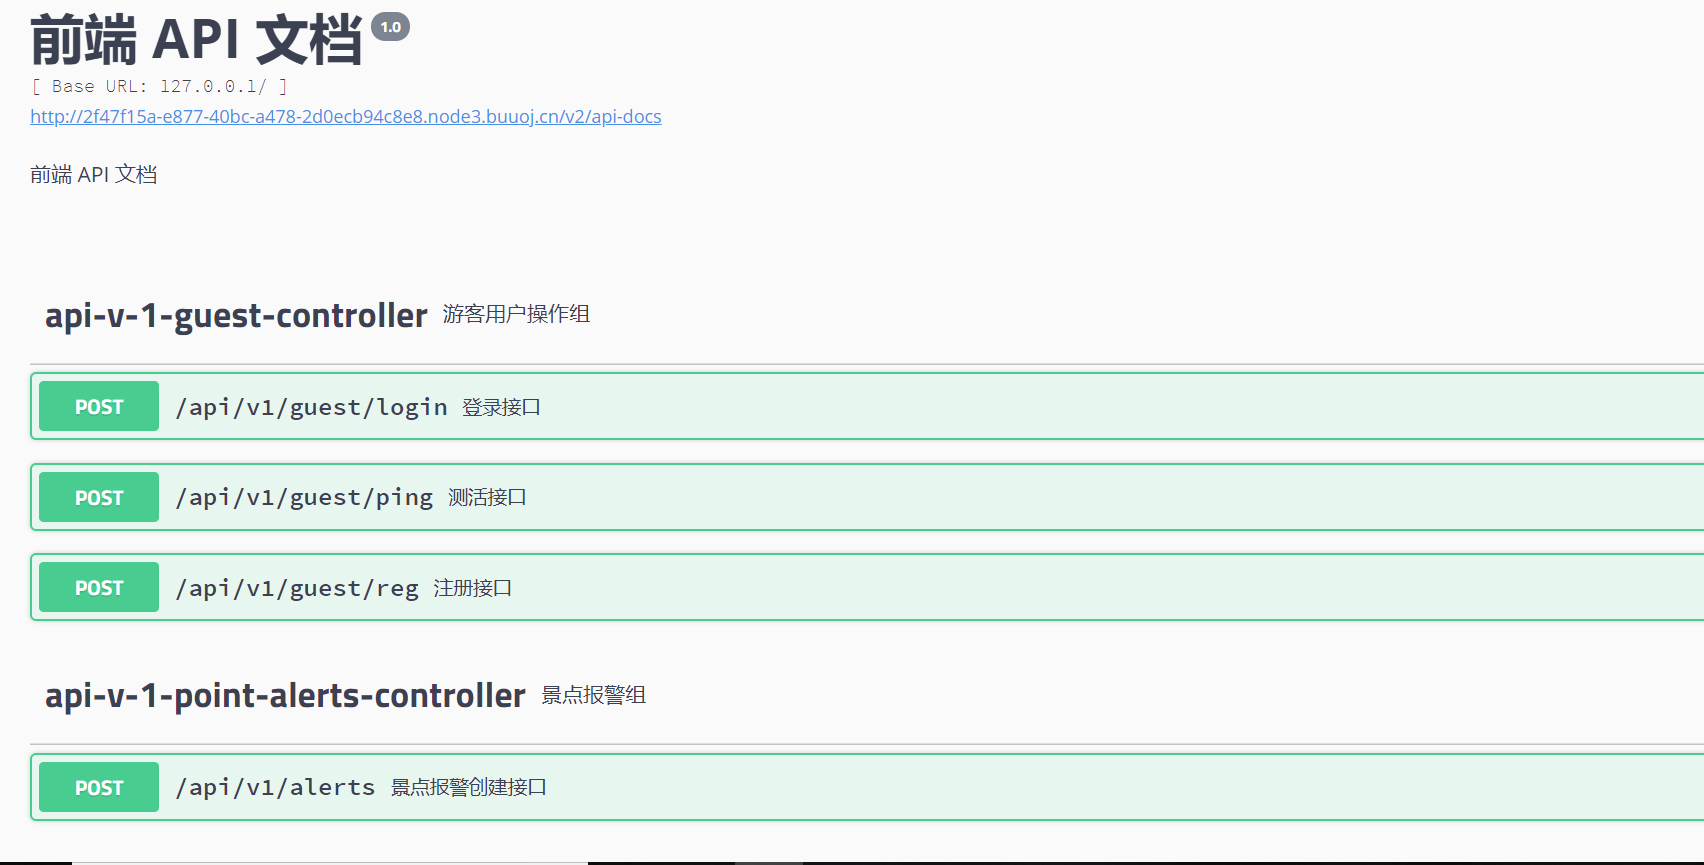 前端 API 文档 1.0
[ Base URL: 127.0.0.1/ ]
http://2f47f15a-e877-40bc-a478-2d0ecb94c8e8.node3.buuoj.cn/v2/api-docs
前端 API 文档
api-v-1-guest-controller 游客用户操作组
POST /api/v1/guest/login 登录接口
POST /api/v1/guest/ping 测活接口
POST /api/v1/guest/reg 注册接口
api-v-1-point-alerts-controller 景点报警组
POST /api/v1/alerts 景点报警创建接口